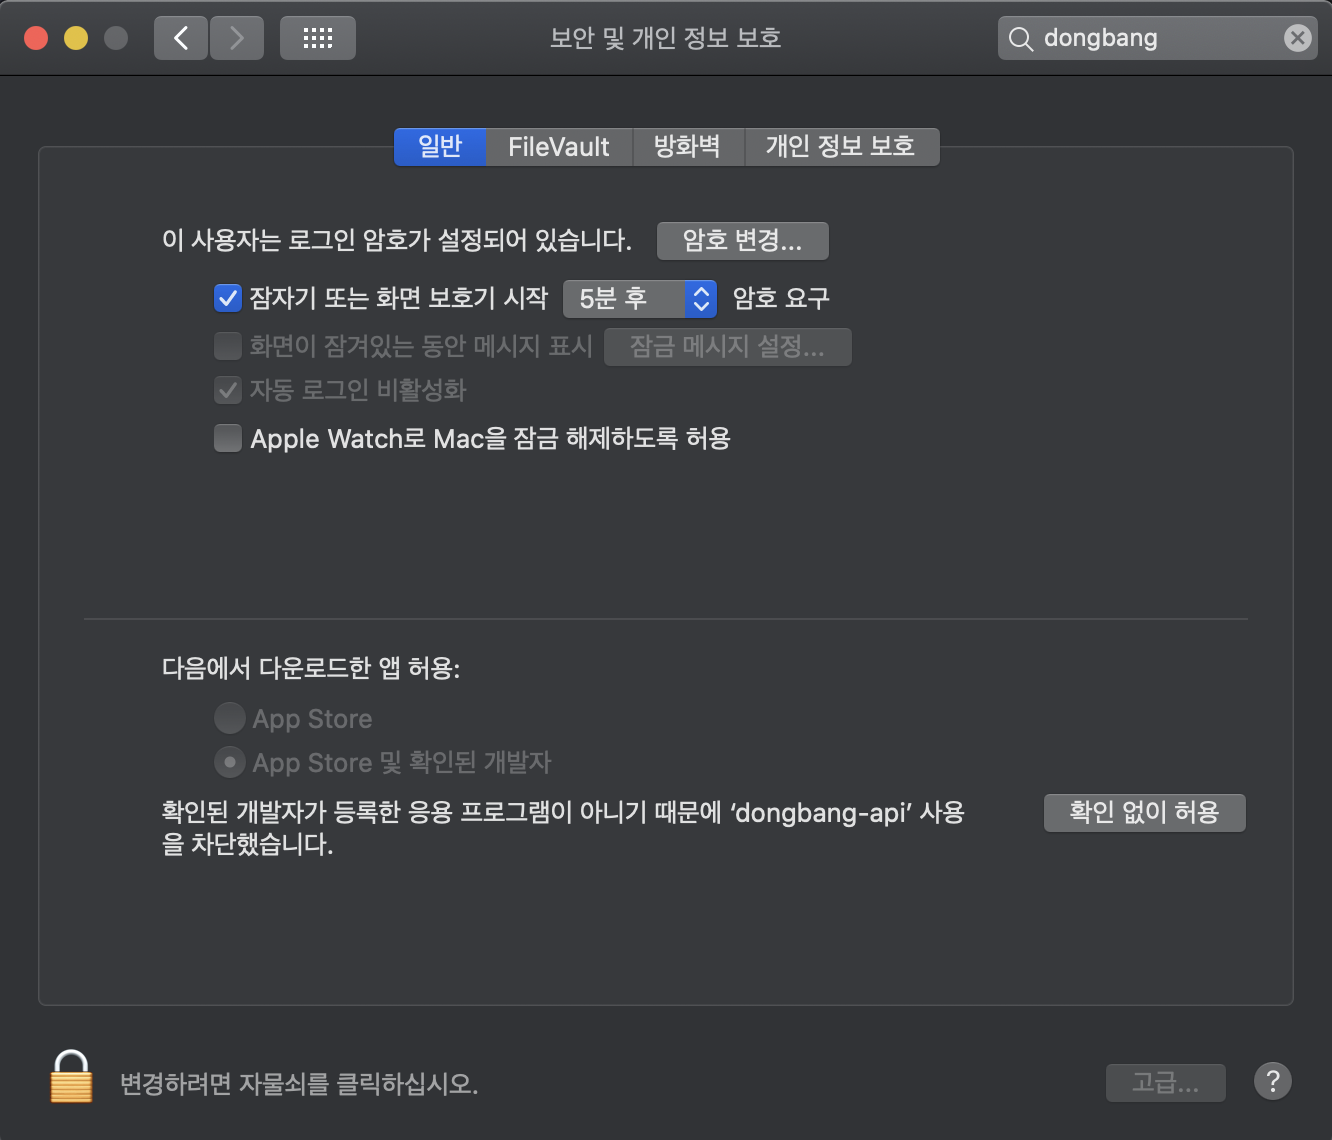 보안 및 개인 정보 보호
dongbang
일반 FileVault 방화벽 개인 정보 보호
이 사용자는 로그인 암호가 설정되어 있습니다. 암호 변경...
잠자기 또는 화면 보호기 시작 5분 후 암호 요구
화면이 잠겨있는 동안 메시지 표시 잠금 메시지 설정...
자동 로그인 비활성화
Apple Watch로 Mac을 잠금 해제하도록 허용
다음에서 다운로드한 앱 허용:
App Store
App Store 및 확인된 개발자
확인된 개발자가 등록한 응용 프로그램이 아니기 때문에 ‘dongbang-api’ 사용
을 차단했습니다.
확인 없이 허용
변경하려면 자물쇠를 클릭하십시오.
고급... ?